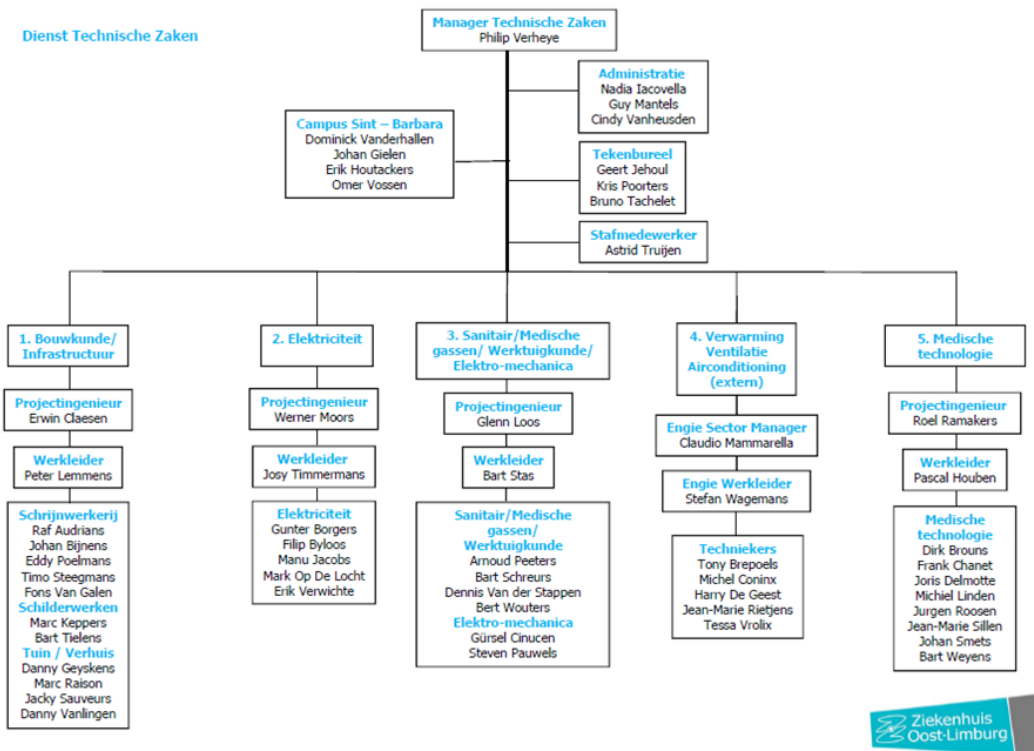 Dienst Technische Zaken
Manager Technische Zaken
Philip Verheye
Administratie
Nadia Iacovella
Guy Mantels
Cindy Vanheusden
Campus Sint – Barbara
Dominick Vanderhallen
Johan Gielen
Erik Houtackers
Omer Vossen
Tekenbureel
Geert Jehoul
Kris Poorters
Bruno Tachelet
Stafmedewerker
Astrid Truijen
1. Bouwkunde/
Infrastructuur
Projectingenieur
Erwin Claesen
Werkleider
Peter Lemmens
Schrijnwerkerij
Raf Audrians
Johan Bijnens
Eddy Poelmans
Timo Steegmans
Fons Van Galen
Schilderwerken
Marc Keppers
Bart Tielens
Tuin / Verhuis
Danny Geyskens
Marc Raison
Jacky Sauveurs
Danny Vanlingen
2. Elektriciteit
Projectingenieur
Werner Moors
Werkleider
Josy Timmermans
Elektriciteit
Gunter Borgers
Filip Byloos
Manu Jacobs
Mark Op De Locht
Erik Verwichte
3. Sanitair/Medische
gassen/ Werktuigkunde/
Elektro-mechanica
Projectingenieur
Glenn Loos
Werkleider
Bart Stas
Sanitair/Medische
gassen/
Werktuigkunde
Arnoud Peeters
Bart Schreurs
Dennis Van der Stappen
Bert Wouters
Elektro-mechanica
Gürsel Cinucen
Steven Pauwels
4. Verwarming
Ventilatie
Airconditioning
(extern)
Engie Sector Manager
Claudio Mammarella
Engie Werkleider
Stefan Wagemans
Techniekers
Tony Brepoels
Michel Coninx
Harry De Geest
Jean-Marie Rietjens
Tessa Vrolix
5. Medische
technologie
Projectingenieur
Roel Ramakers
Werkleider
Pascal Houben
Medische
technologie
Dirk Brouns
Frank Chanet
Joris Delmotte
Michiel Linden
Jurgen Roosen
Jean-Marie Sillen
Johan Smets
Bart Weyens
Ziekenhuis
Oost-Limburg